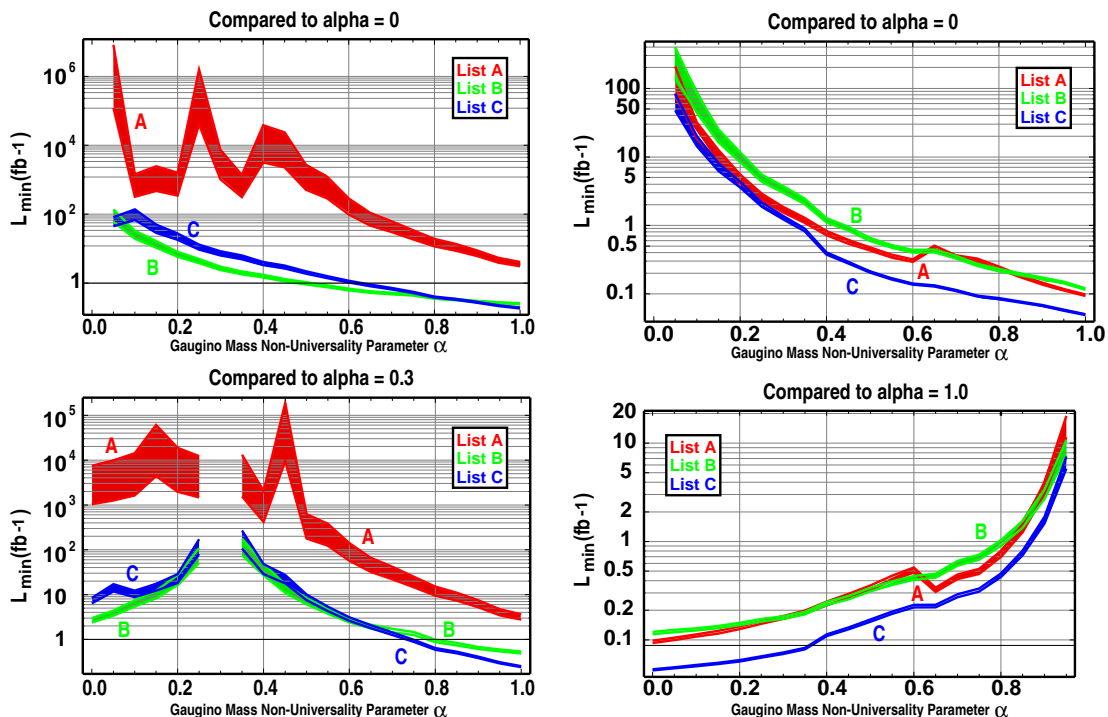 Compared to alpha = 0
L min (fb -1)
10^6
10^4
10^2
1
A
B
C
List A
List B
List C
0.0 0.2 0.4 0.6 0.8 1.0
Gaugino Mass Non-Universality Parameter α
Compared to alpha = 0
L min (fb -1)
100
50
10
5
1
0.5
0.1
B
A
C
List A
List B
List C
0.0 0.2 0.4 0.6 0.8 1.0
Gaugino Mass Non-Universality Parameter α
Compared to alpha = 0.3
L min (fb -1)
10^5
10^4
10^3
10^2
10
1
A
C
B
A
B
C
List A
List B
List C
0.0 0.2 0.4 0.6 0.8 1.0
Gaugino Mass Non-Universality Parameter α
Compared to alpha = 1.0
L min (fb -1)
20
10
5
2
1
0.5
0.2
0.1
List A
List B
List C
B
A
C
0.0 0.2 0.4 0.6 0.8
Gaugino Mass Non-Universality Parameter α